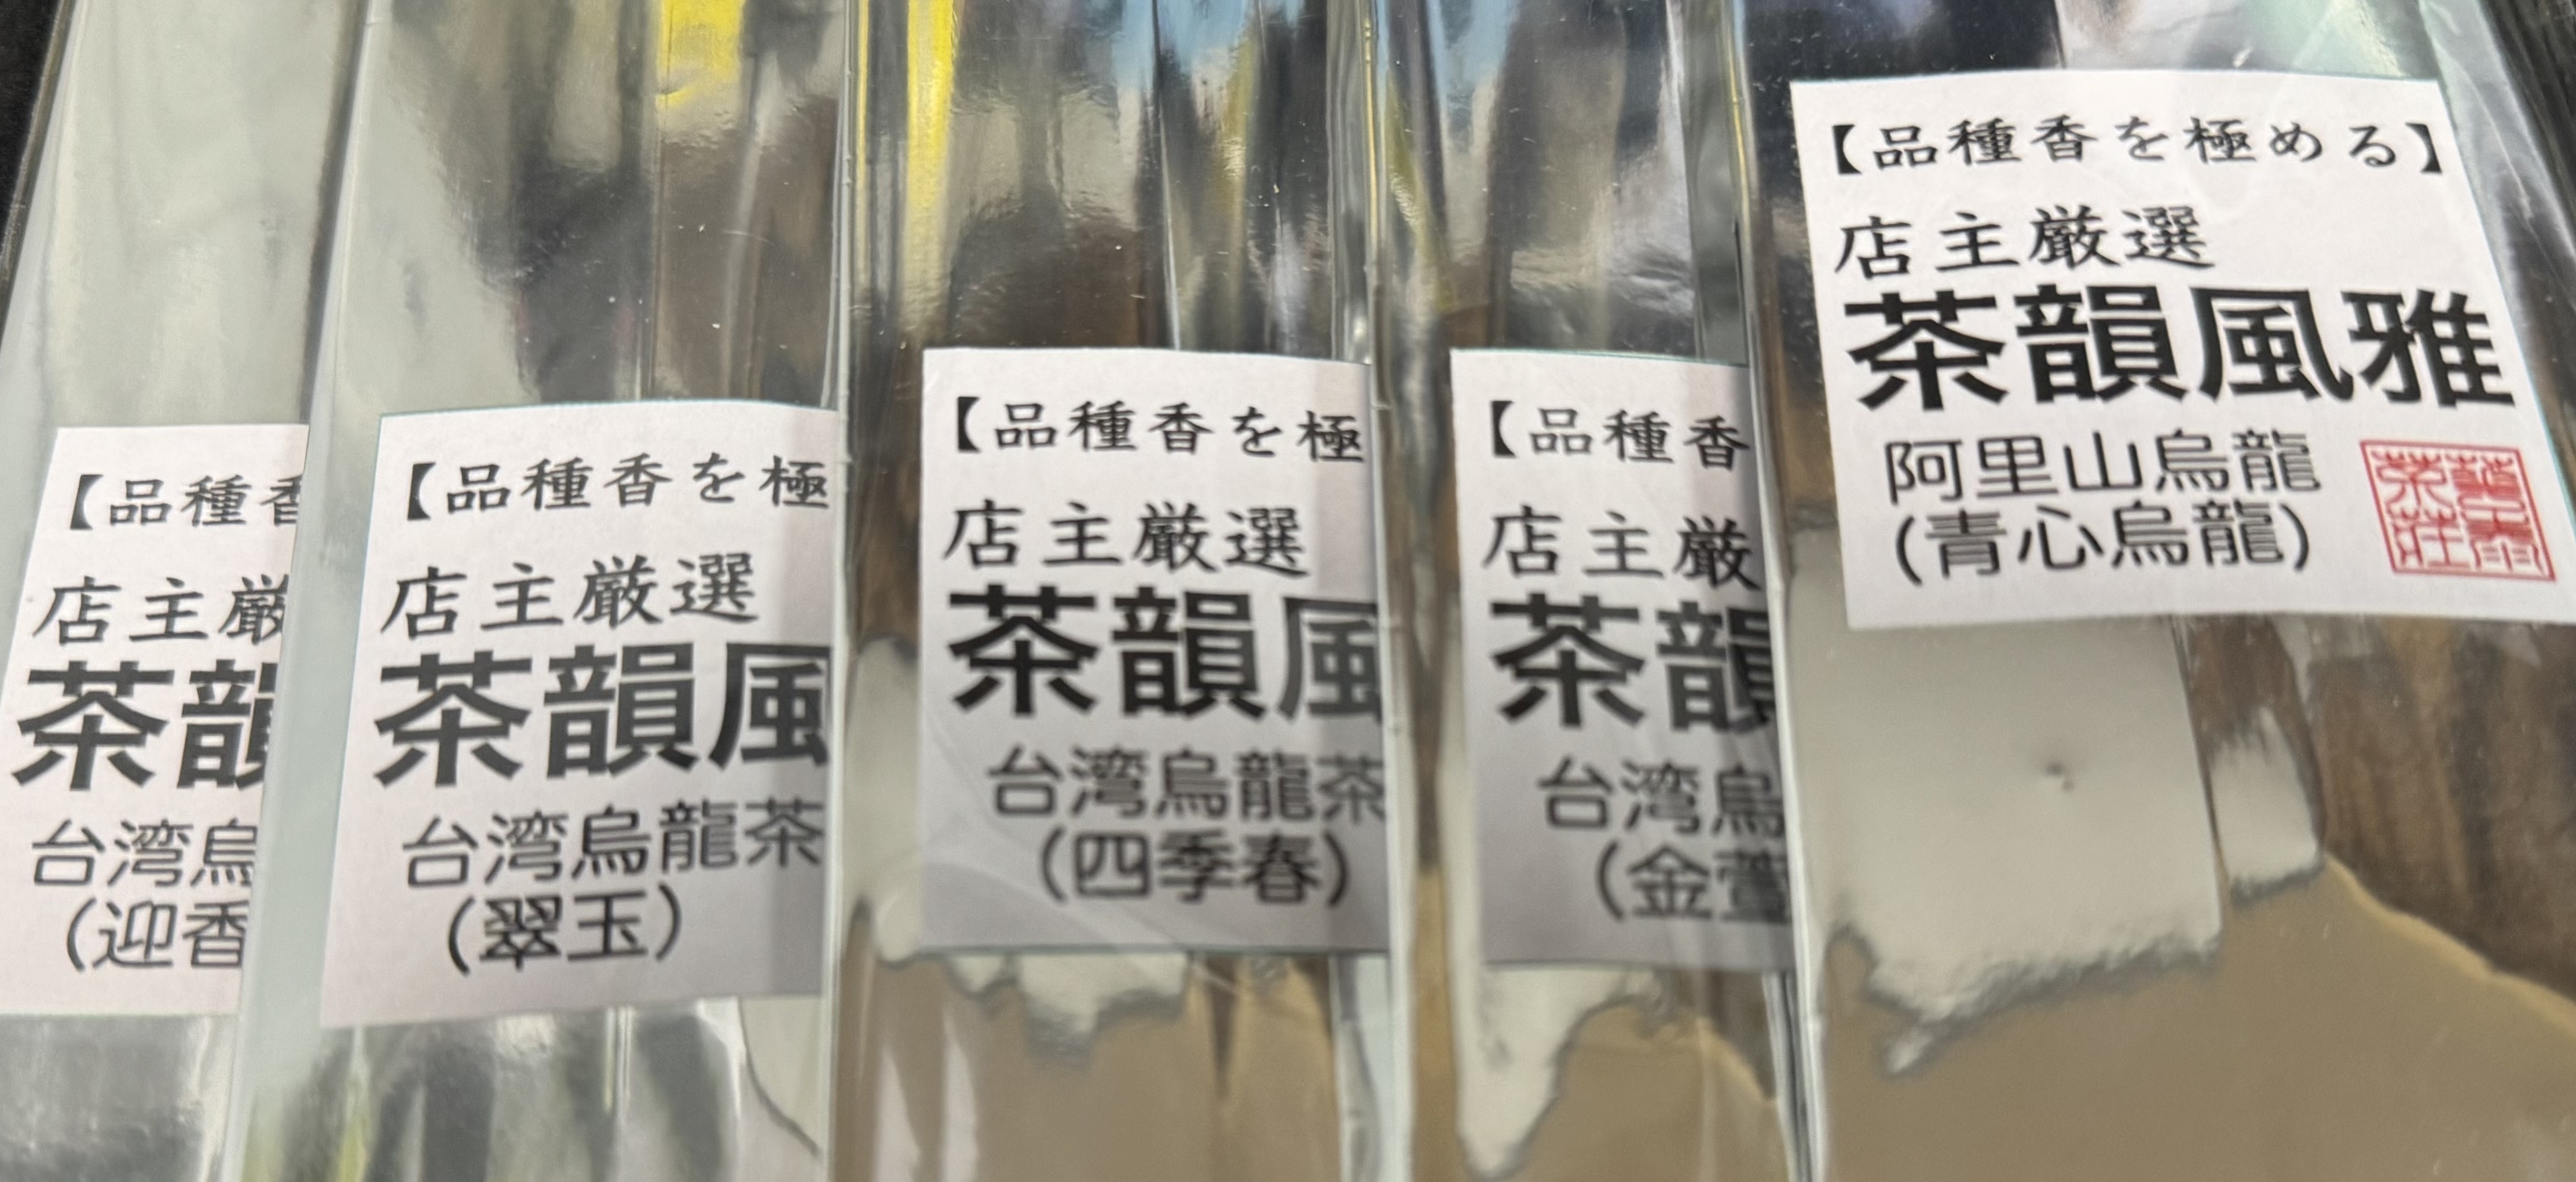 【品種香
店主厳
茶韻
台湾烏
(迎香
【品種香を極
店主厳選
茶韻風
台湾烏龍茶
(翠玉)
【品種香を極
店主厳選
茶韻風
台湾烏龍茶
(四季春)
【品種香
店主厳
茶韻
台湾烏
(金萱
【品種香を極める】
店主厳選
茶韻風雅
阿里山烏龍
(青心烏龍)